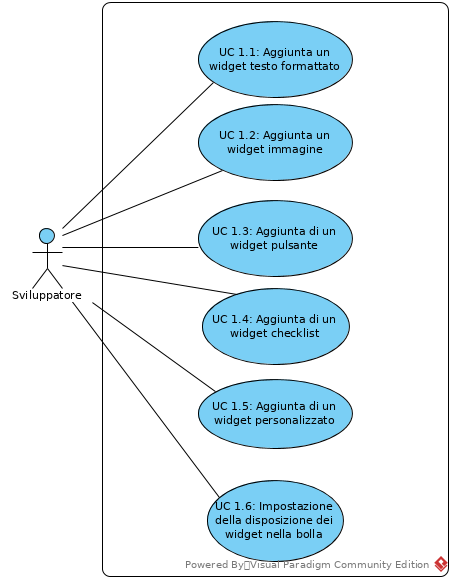 UC 1.1: Aggiunta un
widget testo formattato
UC 1.2: Aggiunta un
widget immagine
UC 1.3: Aggiunta di un
widget pulsante
Sviluppatore
UC 1.4: Aggiunta di un
widget checklist
UC 1.5: Aggiunta di un
widget personalizzato
UC 1.6: Impostazione
della disposizione dei
widget nella bolla
Powered By Visual Paradigm Community Edition